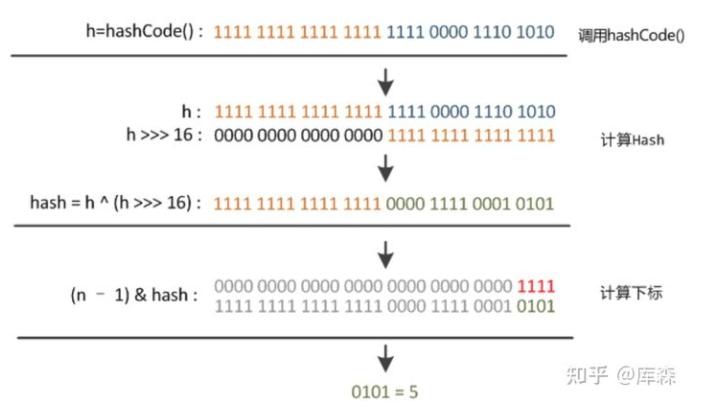 h=hashCode() : 1111 1111 1111 1111 1111 0000 1110 1010 调用hashCode()
h : 1111 1111 1111 1111 1111 0000 1110 1010
h >>> 16 : 0000 0000 0000 0000 1111 1111 1111 1111 计算Hash
hash = h ^ (h >>> 16) : 1111 1111 1111 1111 0000 1111 0001 0101
0000 0000 0000 0000 0000 0000 0000 1111
(n – 1) & hash : 计算下标
1111 1111 1111 1111 0000 1111 0001 0101
0101 = 5
知乎 @库森